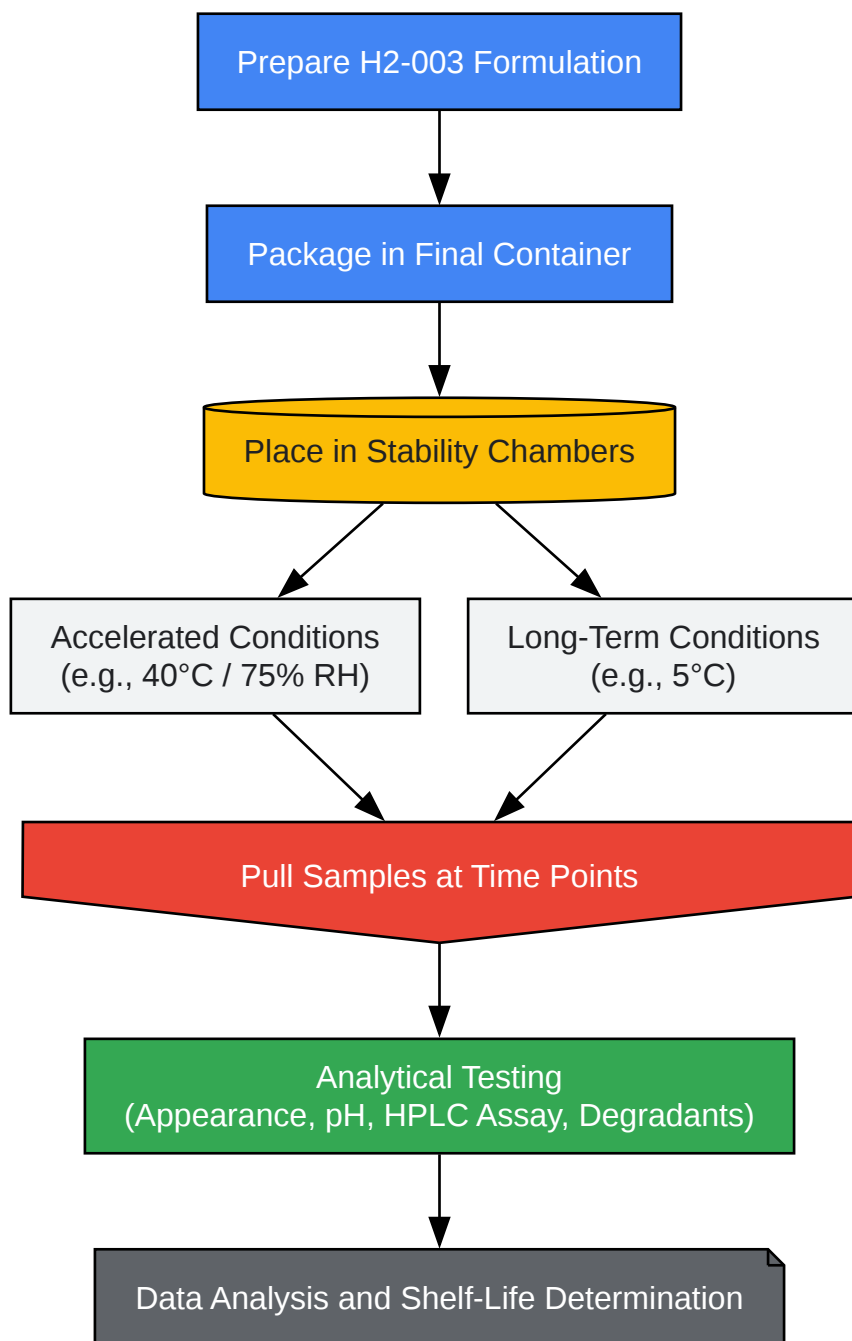 Prepare H2-003 Formulation
Package in Final Container
Place in Stability Chambers
Accelerated Conditions
(e.g., 40°C / 75% RH)
Long-Term Conditions
(e.g., 5°C)
Pull Samples at Time Points
Analytical Testing
(Appearance, pH, HPLC Assay, Degradants)
Data Analysis and Shelf-Life Determination